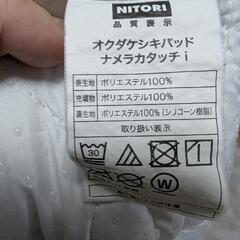 NITORI
品質表示
オクダケシキパッド
ナメラカタッチi
表生地 ポリエステル100%
充填物 ポリエステル100%
裏生地 ポリエステル100%(シリコーン樹脂)
取り扱い表示
30
W